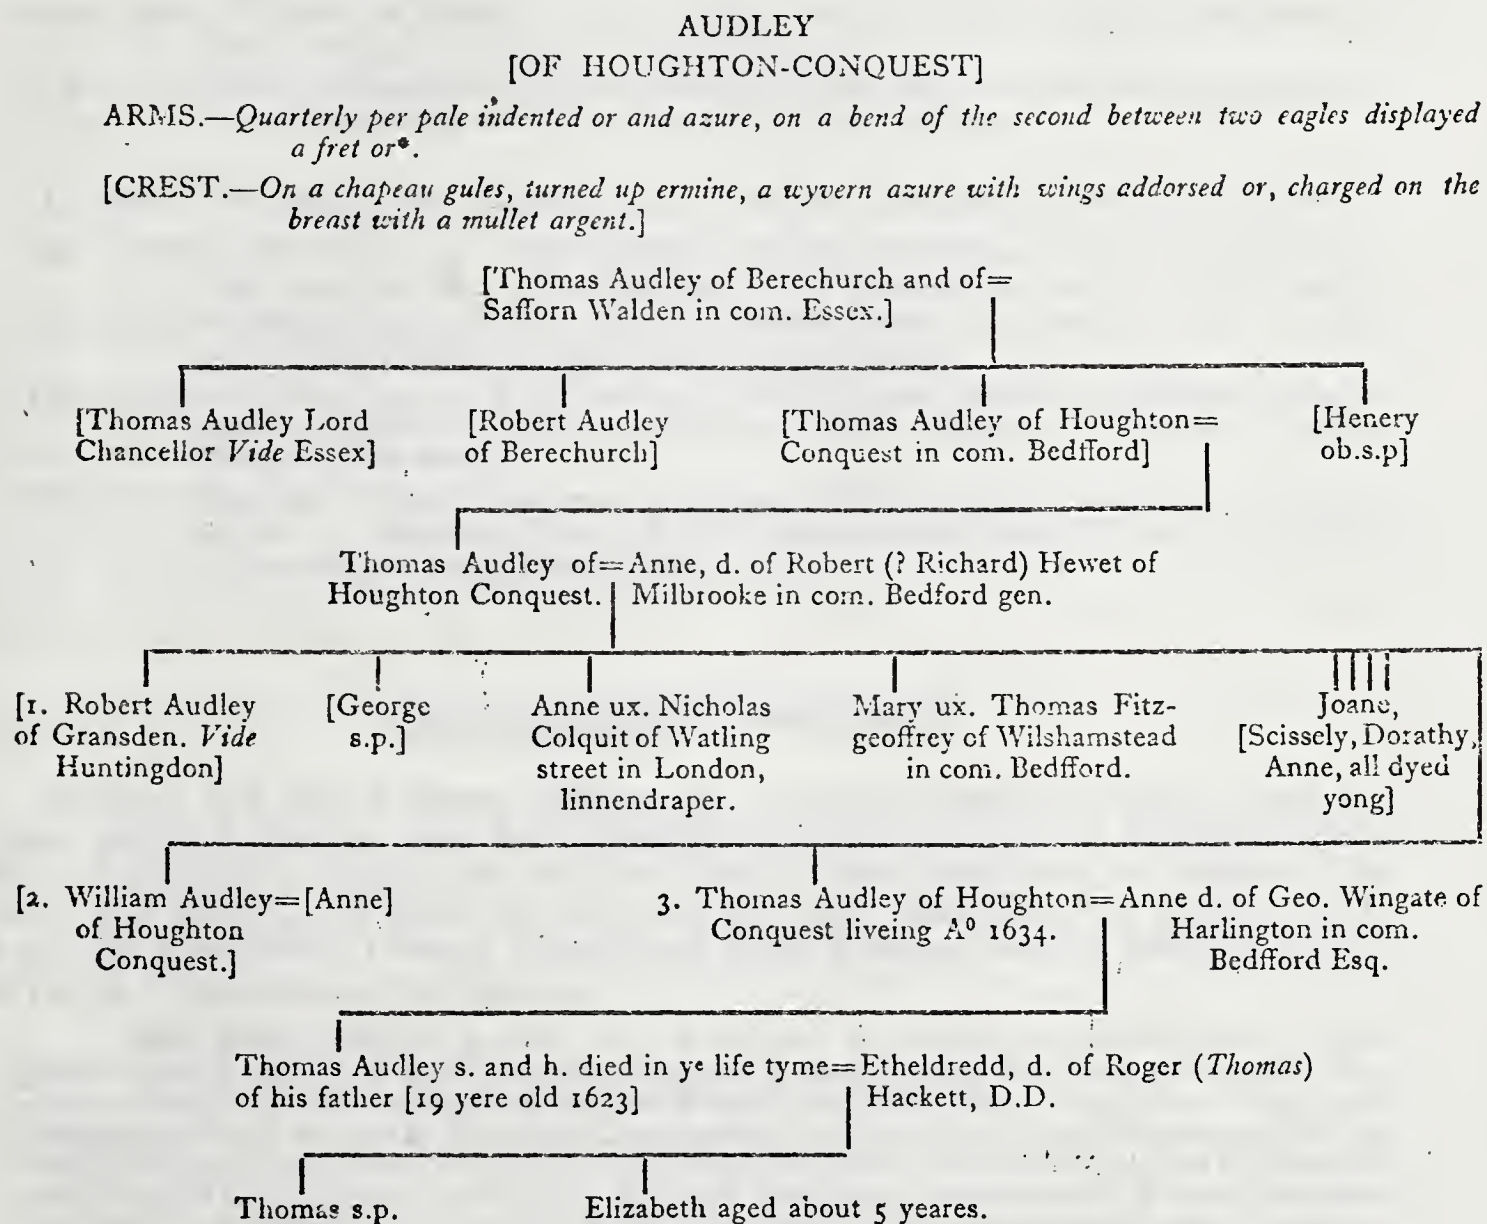 AUDLEY
[OF HOUGHTON-CONQUEST]
ARMS.—Quarterly per pale indented or and azure, on a bend of the second between two eagles displayed
a fret or*.
[CREST.—On a chapeau gules, turned up ermine, a wyvern azure with wings addorsed or, charged on the
breast with a mullet argent.]
[Thomas Audley of Berechurch and of=
Safforn Walden in com. Essex.]
[Thomas Audley Lord
Chancellor Vide Essex]
[Robert Audley
of Berechurch]
[Thomas Audley of Houghton=
Conquest in com. Bedfford]
[Henery
ob.s.p]
Thomas Audley of=Anne, d. of Robert (? Richard) Hewet of
Houghton Conquest. Milbrooke in com. Bedford gen.
[1. Robert Audley
of Gransden. Vide
Huntingdon]
[George
s.p.]
Anne ux. Nicholas
Colquit of Watling
street in London,
linnendraper.
Mary ux. Thomas Fitz-
geoffrey of Wilshamstead
in com. Bedfford.
Joane,
[Scissely, Dorathy,
Anne, all dyed
yong]
[2. William Audley=[Anne]
of Houghton
Conquest.]
3. Thomas Audley of Houghton=Anne d. of Geo. Wingate of
Conquest liveing A⁰ 1634. Harlington in com.
Bedfford Esq.
Thomas Audley s. and h. died in yᵉ life tyme=Etheldredd, d. of Roger (Thomas)
of his father [19 yere old 1623] Hackett, D.D.
Thomas s.p.
Elizabeth aged about 5 yeares.